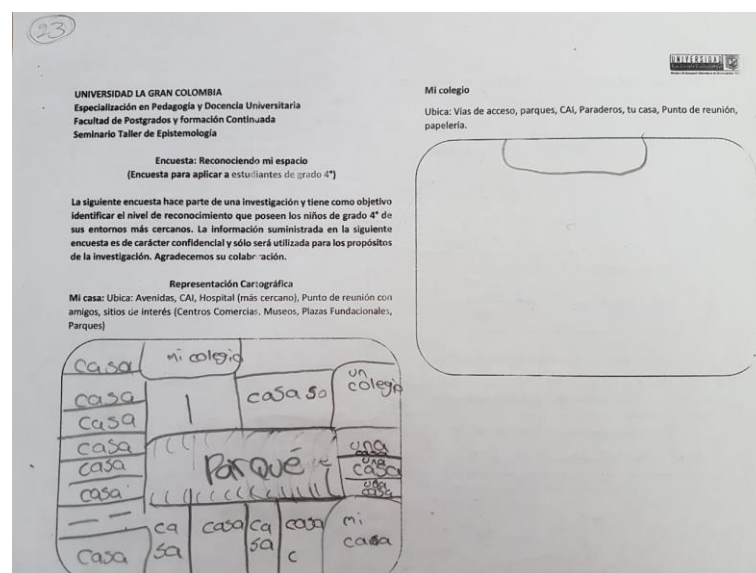 23
UNIVERSIDAD
UNIVERSIDAD LA GRAN COLOMBIA
Especialización en Pedagogía y Docencia Universitaria
Facultad de Postgrados y formación Continuada
Seminario Taller de Epistemología
Encuesta: Reconociendo mi espacio
(Encuesta para aplicar a estudiantes de grado 4°)
La siguiente encuesta hace parte de una investigación y tiene como objetivo
identificar el nivel de reconocimiento que poseen los niños de grado 4° de
sus entornos más cercanos. La información suministrada en la siguiente
encuesta es de carácter confidencial y sólo será utilizada para los propósitos
de la investigación. Agradecemos su colaboración.
Representación Cartográfica
Mi casa: Ubica: Avenidas, CAI, Hospital (más cercano), Punto de reunión con
amigos, sitios de interés (Centros Comercias, Museos, Plazas Fundacionales,
Parques)
casa mi colegio
casa casa sa un
colegio
casa
casa
casa
casa
Parqué
una
casa
una
casa
una
casa
casa
ca
sa
casa
ca
sa
casa
c
mi
casa
Mi colegio
Ubica: Vías de acceso, parques, CAI, Paraderos, tu casa, Punto de reunión,
papelería.